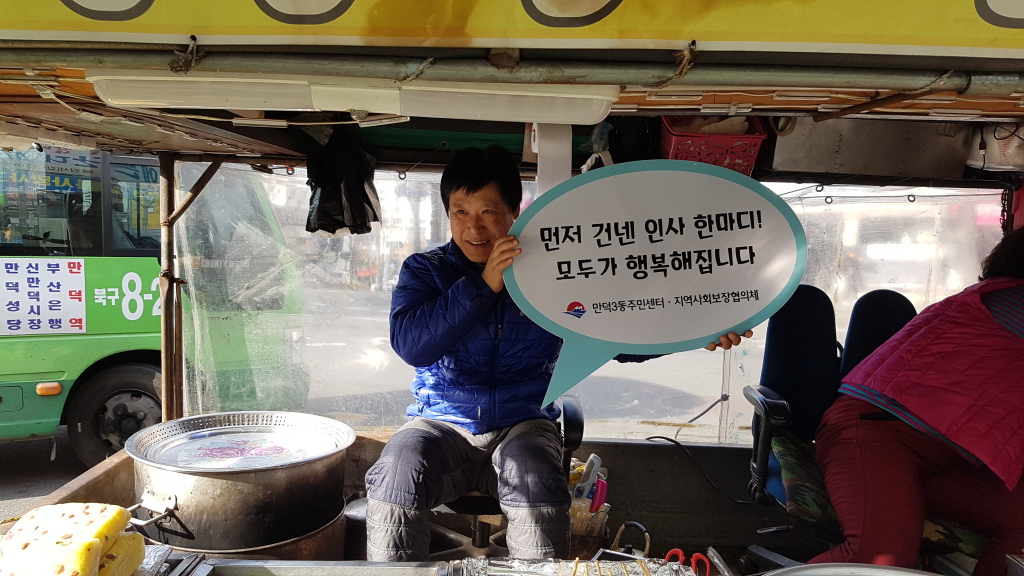 먼저 건넨 인사 한마디!
모두가 행복해집니다
만덕3동주민센터 · 지역사회보장협의체
만덕성당
신만덕시장
부산은행
만덕역
북구8-2